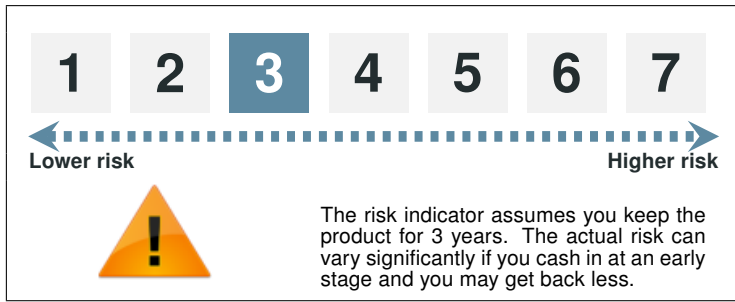 1 2 3 4 5 6 7
Lower risk Higher risk
!
The risk indicator assumes you keep the
product for 3 years. The actual risk can
vary significantly if you cash in at an early
stage and you may get back less.